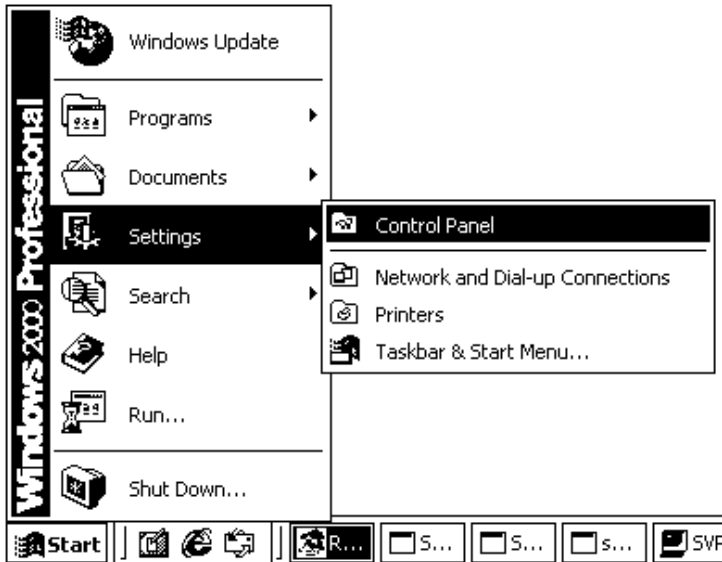 Windows 2000 Professional
Windows Update
Programs
Documents
Settings
Search
Help
Run...
Shut Down...
Control Panel
Network and Dial-up Connections
Printers
Taskbar & Start Menu...
Start
R...
S...
S...
s...
SVP